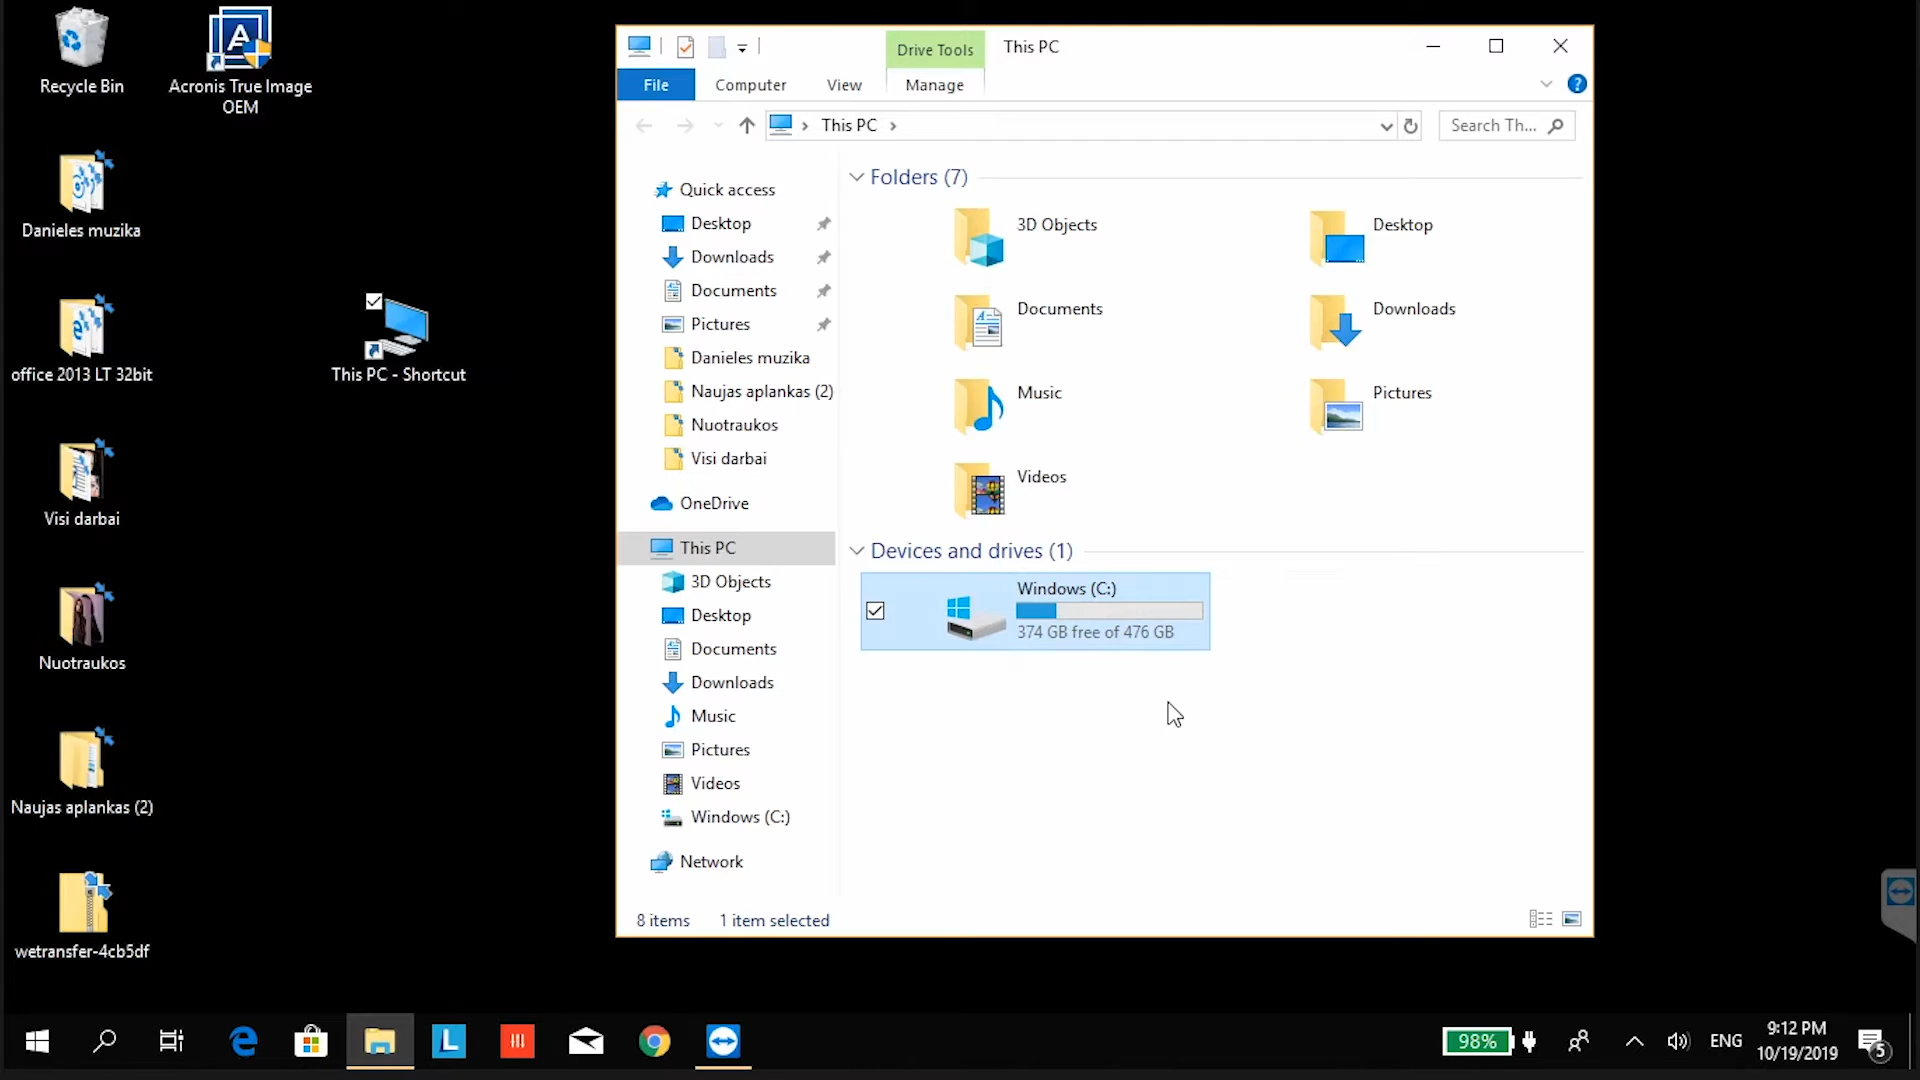 Recycle Bin
Acronis True Image
OEM
Danieles muzika
office 2013 LT 32bit
This PC - Shortcut
Visi darbai
Nuotraukos
Naujas aplankas (2)
wetransfer-4cb5df
Drive Tools
This PC
File
Computer
View
Manage
This PC
Search Th...
Quick access
Desktop
Downloads
Documents
Pictures
Danieles muzika
Naujas aplankas (2)
Nuotraukos
Visi darbai
OneDrive
This PC
3D Objects
Desktop
Documents
Downloads
Music
Pictures
Videos
Windows (C:)
Network
Folders (7)
3D Objects
Desktop
Documents
Downloads
Music
Pictures
Videos
Devices and drives (1)
Windows (C:)
374 GB free of 476 GB
8 items
1 item selected
98%
ENG
9:12 PM
10/19/2019
5